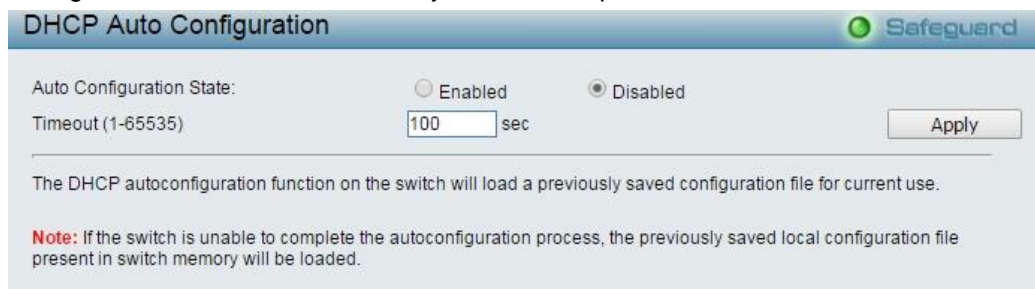 DHCP Auto Configuration
Safeguard
Auto Configuration State: Enabled Disabled
Timeout (1-65535) 100 sec Apply
The DHCP autoconfiguration function on the switch will load a previously saved configuration file for current use.
Note: If the switch is unable to complete the autoconfiguration process, the previously saved local configuration file
present in switch memory will be loaded.